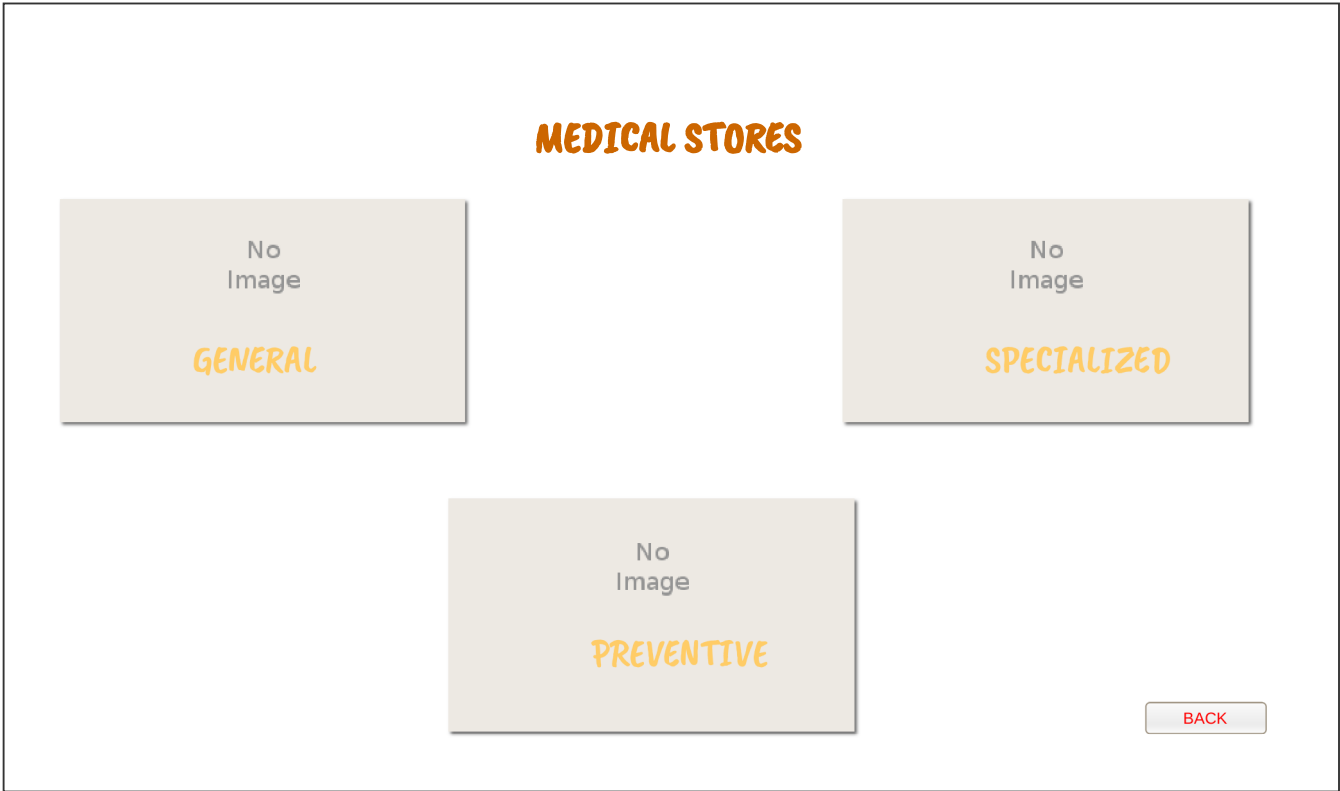 MEDICAL STORES
No
Image
GENERAL
No
Image
SPECIALIZED
No
Image
PREVENTIVE
BACK